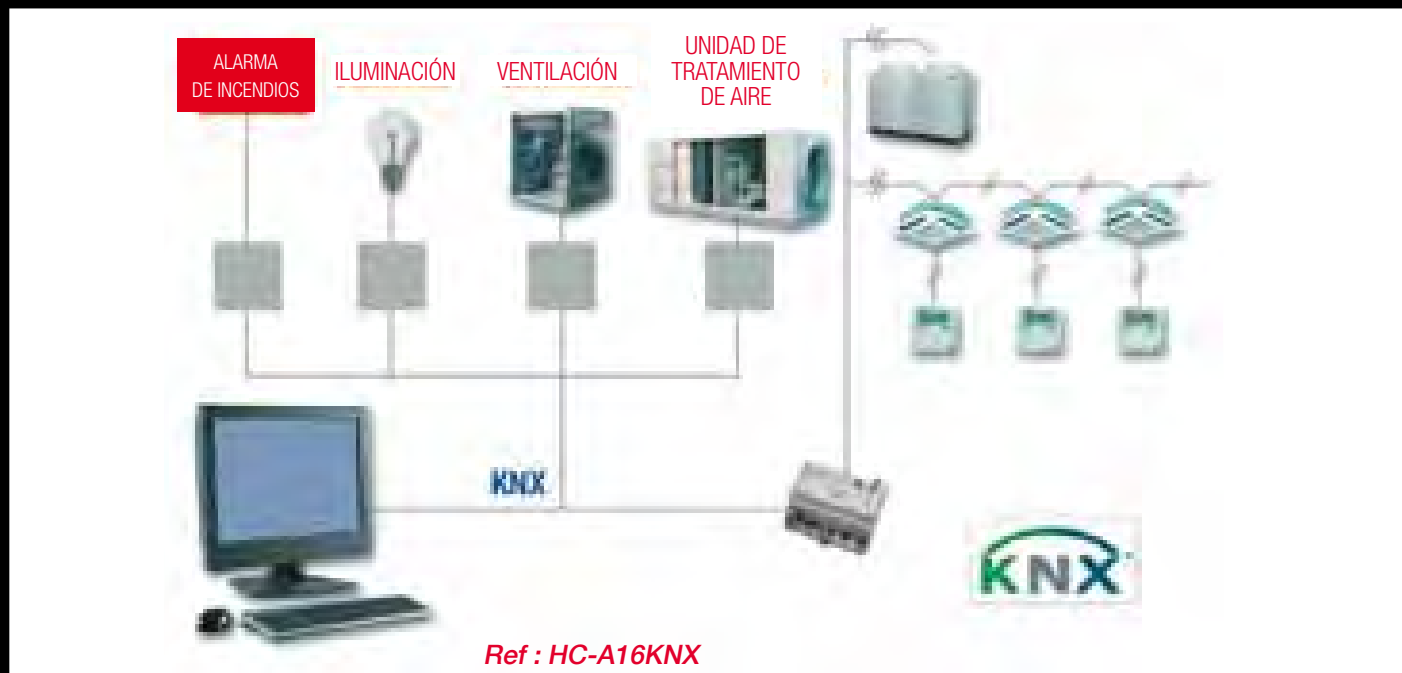 ALARMA
DE INCENDIOS
ILUMINACIÓN
VENTILACIÓN
UNIDAD DE
TRATAMIENTO
DE AIRE
KNX
KNX
Ref : HC-A16KNX